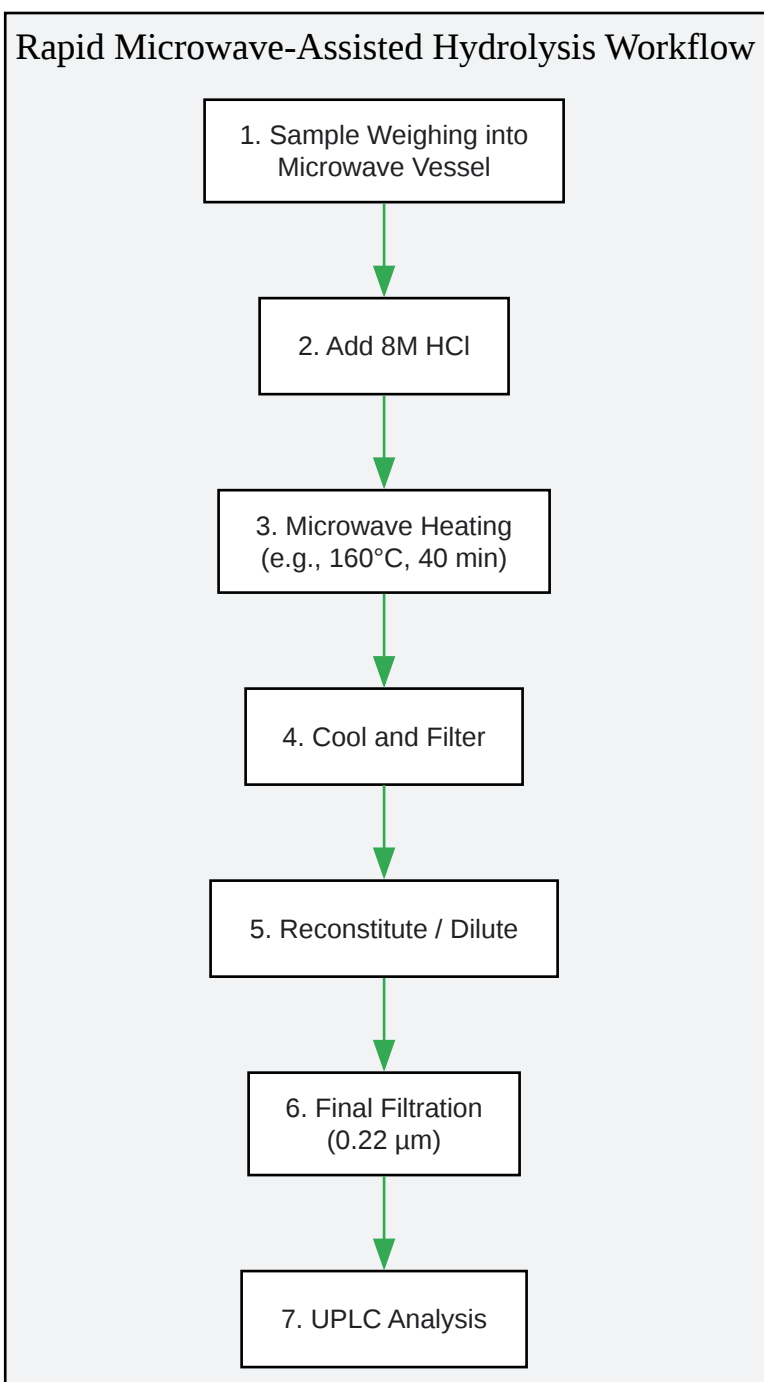 Rapid Microwave-Assisted Hydrolysis Workflow
1. Sample Weighing into
Microwave Vessel
2. Add 8M HCl
3. Microwave Heating
(e.g., 160°C, 40 min)
4. Cool and Filter
5. Reconstitute / Dilute
6. Final Filtration
(0.22 µm)
7. UPLC Analysis